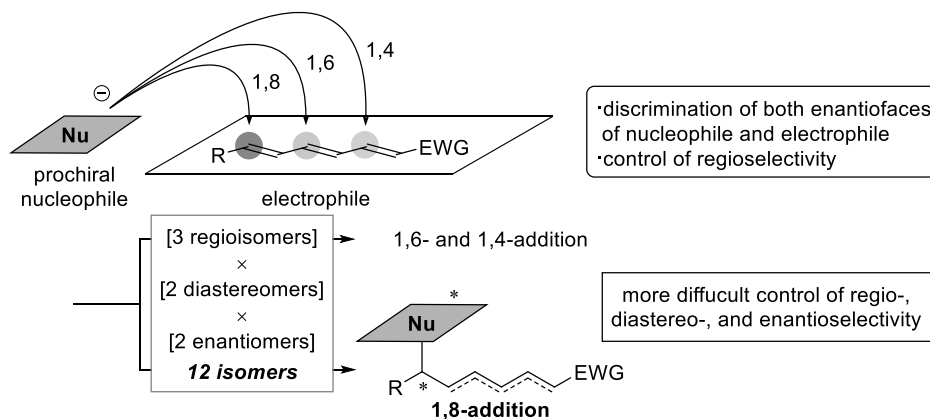 1,4
1,6
1,8
⊖
Nu
R
EWG
prochiral
nucleophile
electrophile
·discrimination of both enantiofaces
of nucleophile and electrophile
·control of regioselectivity
[3 regioisomers]
×
[2 diastereomers]
×
[2 enantiomers]
12 isomers
1,6- and 1,4-addition
*
Nu
R
*
EWG
1,8-addition
more diffucult control of regio-,
diastereo-, and enantioselectivity